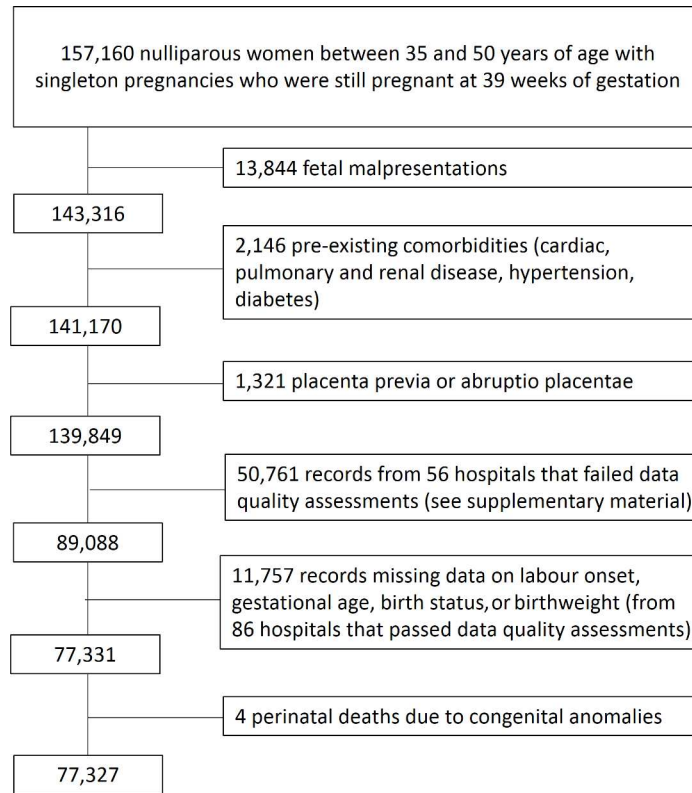 157,160 nulliparous women between 35 and 50 years of age with
singleton pregnancies who were still pregnant at 39 weeks of gestation
13,844 fetal malpresentations
143,316
2,146 pre-existing comorbidities (cardiac,
pulmonary and renal disease, hypertension,
diabetes)
141,170
1,321 placenta previa or abruptio placentae
139,849
50,761 records from 56 hospitals that failed data
quality assessments (see supplementary material)
89,088
11,757 records missing data on labour onset,
gestational age, birth status, or birthweight (from
86 hospitals that passed data quality assessments)
77,331
4 perinatal deaths due to congenital anomalies
77,327